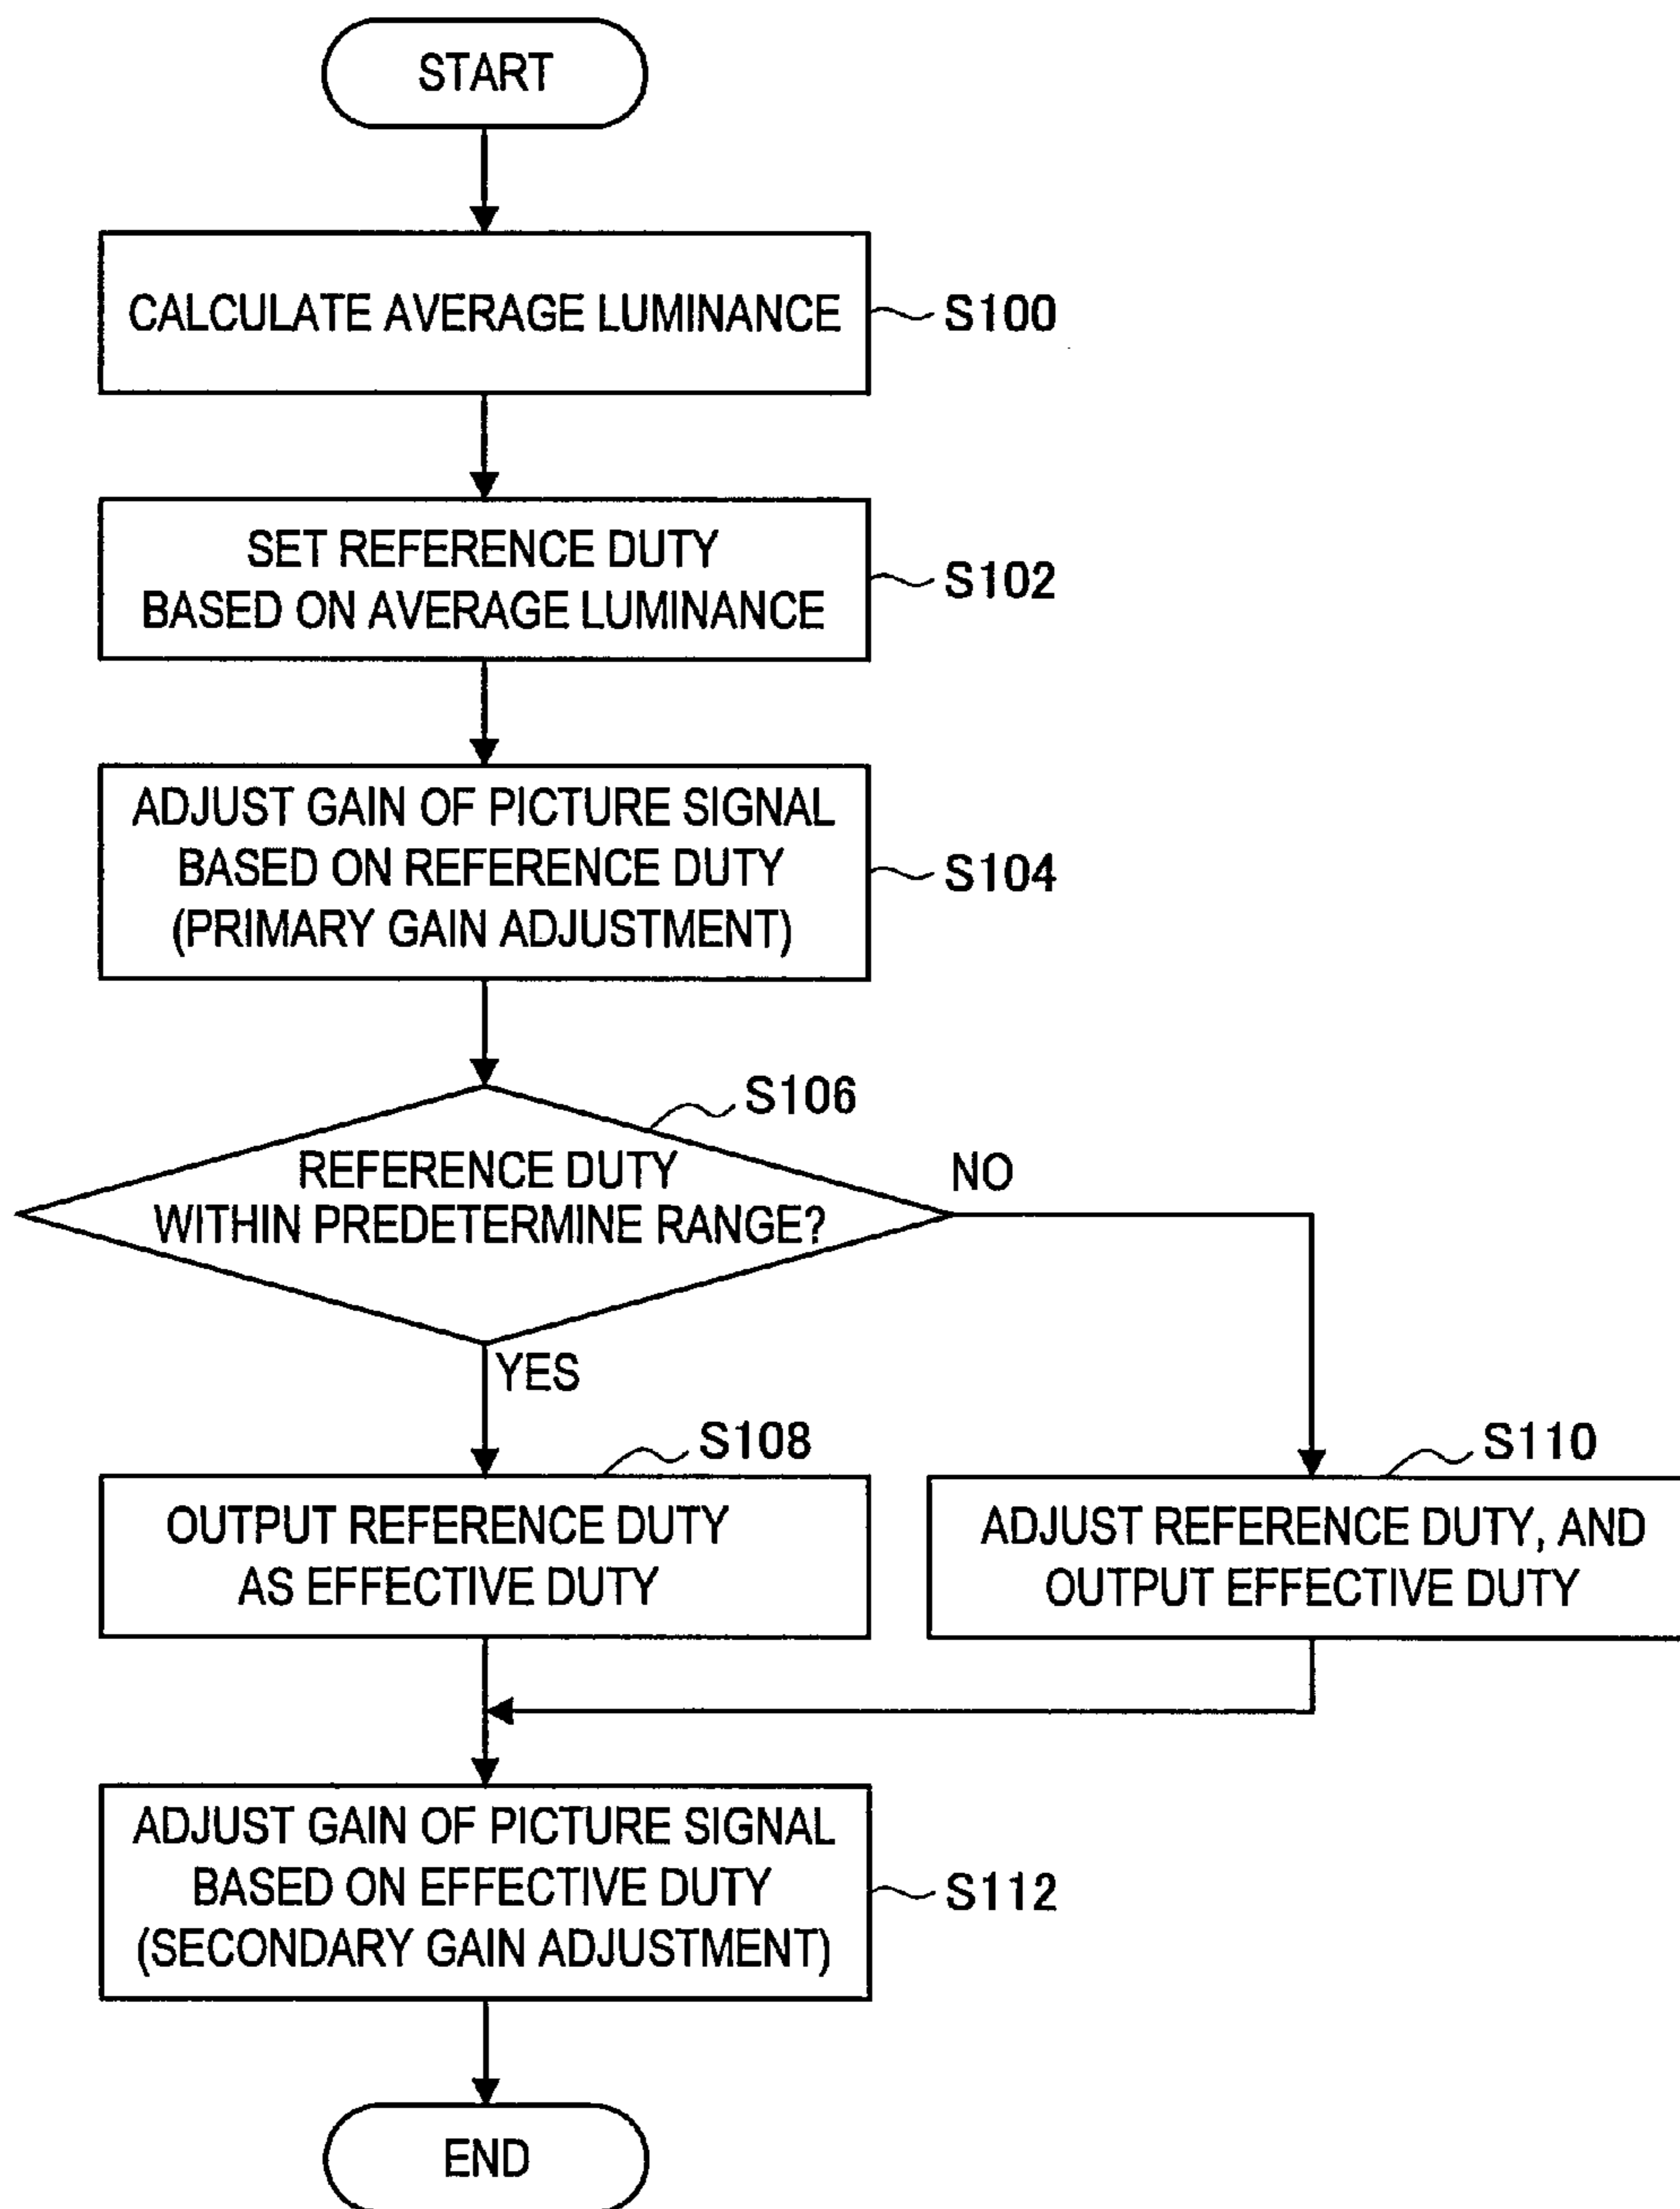 START
CALCULATE AVERAGE LUMINANCE
S100
SET REFERENCE DUTY
BASED ON AVERAGE LUMINANCE
S102
ADJUST GAIN OF PICTURE SIGNAL
BASED ON REFERENCE DUTY
(PRIMARY GAIN ADJUSTMENT)
S104
S106
REFERENCE DUTY
WITHIN PREDETERMINE RANGE?
NO
YES
S108
OUTPUT REFERENCE DUTY
AS EFFECTIVE DUTY
S110
ADJUST REFERENCE DUTY, AND
OUTPUT EFFECTIVE DUTY
ADJUST GAIN OF PICTURE SIGNAL
BASED ON EFFECTIVE DUTY
(SECONDARY GAIN ADJUSTMENT)
S112
END